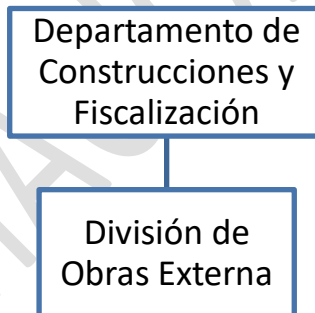 Departamento de
Construcciones y
Fiscalización
División de
Obras Externa